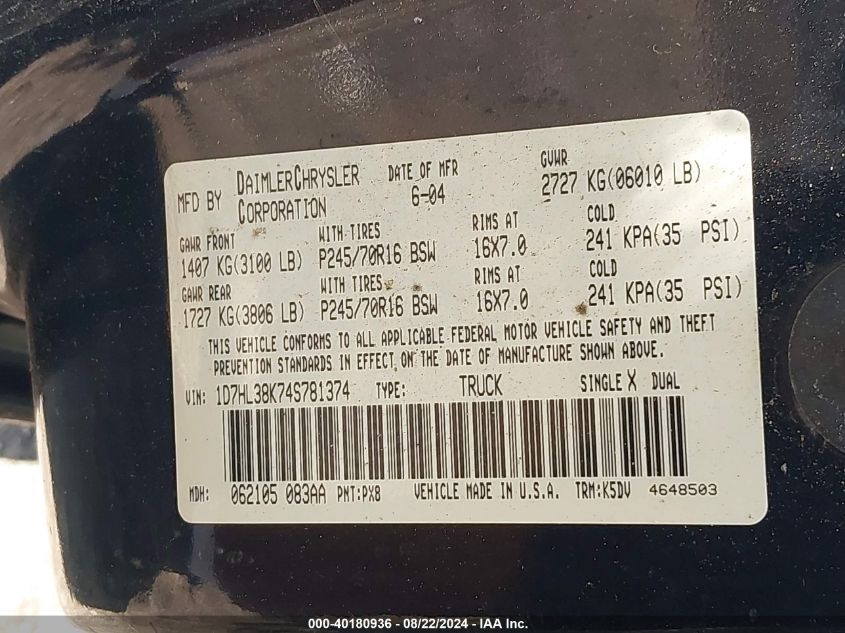 MFD BY DAIMLERCHRYSLER CORPORATION DATE OF MFR 6-04 GVWR 2727 KG(06010 LB)
GAWR FRONT WITH TIRES RIMS AT COLD
1407 KG(3100 LB) P245/70R16 BSW 16X7.0 241 KPA(35 PSI)
GAWR REAR WITH TIRES RIMS AT COLD
1727 KG(3806 LB) P245/70R16 BSW 16X7.0 241 KPA(35 PSI)
THIS VEHICLE CONFORMS TO ALL APPLICABLE FEDERAL MOTOR VEHICLE SAFETY AND THEFT
PREVENTION STANDARDS IN EFFECT ON THE DATE OF MANUFACTURE SHOWN ABOVE.
VIN: 1D7HL38K74S781374 TYPE: TRUCK SINGLE X DUAL
MDH: 062105 083AA PNT:PX8 VEHICLE MADE IN U.S.A. TRM:K5DV 4648503
000-40180936 - 08/22/2024 - IAA Inc.